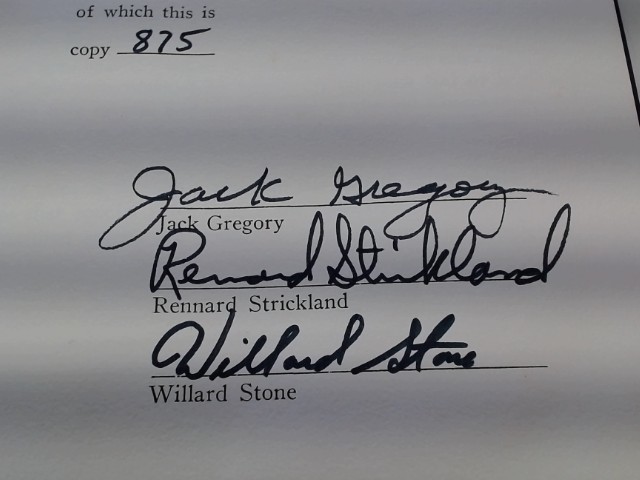 of which this is
copy 875
Jack Gregory
Jack Gregory
Rennard Strickland
Rennard Strickland
Willard Stone
Willard Stone